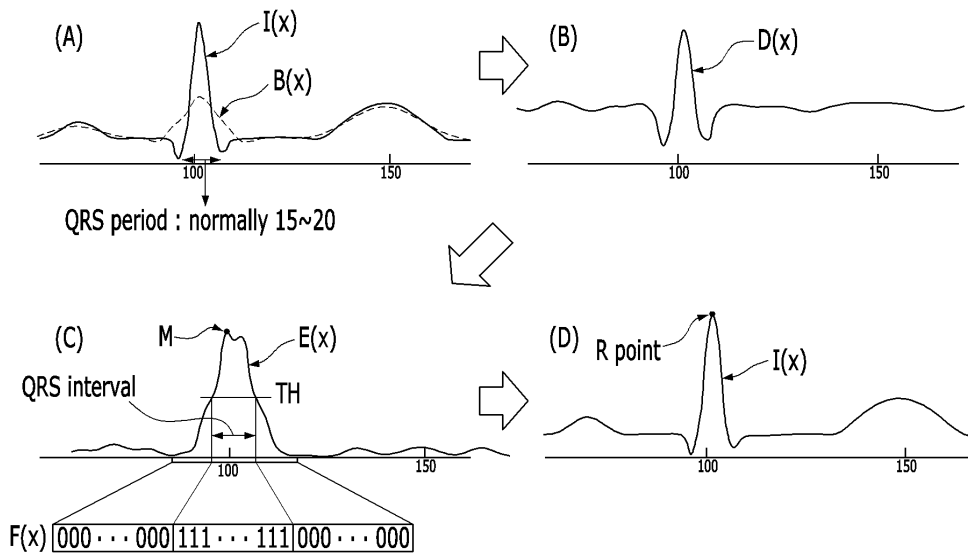 (A)
I(x)
B(x)
100
150
QRS period : normally 15~20
(B)
D(x)
100
150
(C)
M
E(x)
QRS interval
TH
100
150
F(x)
000 · · · 000 111 · · · 111 000 · · · 000
(D)
R point
I(x)
100
150